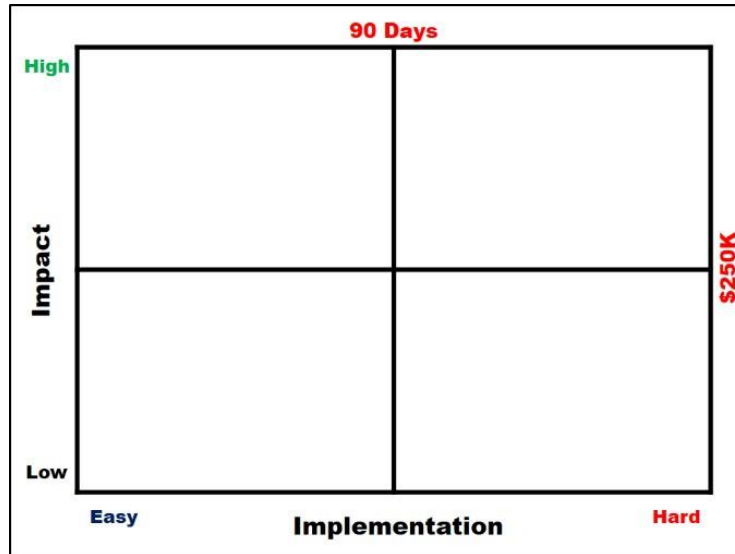 90 Days
High
Impact
$250K
Low
Easy
Implementation
Hard